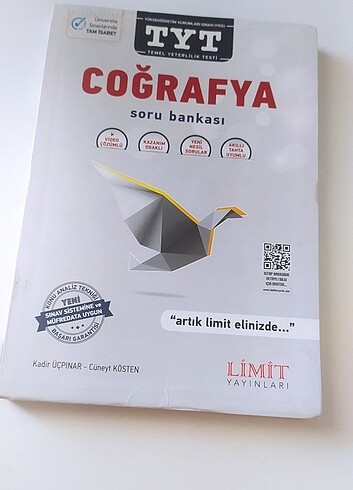 Üniversite
Sınavlarında
TAM İSABET
YÜKSEKÖĞRETİM KURUMLARI SINAVI (YKS)
TYT
TEMEL YETERLİLİK TESTİ
COĞRAFYA
soru bankası
VİDEO
ÇÖZÜMLÜ
KAZANIM
ODAKLI
YENİ
NESİL
SORULAR
AKILLI
TAHTA
UYUMLU
KONU ANALİZ TEKNİĞİ
YENİ
SINAV SİSTEMİNE ve
MÜFREDATA UYGUN
BAŞARI GARANTİSİ
"artık limit elinizde..."
Kadir ÜÇPINAR - Cüneyt KÖSTEN
LİMİT
YAYINLARI